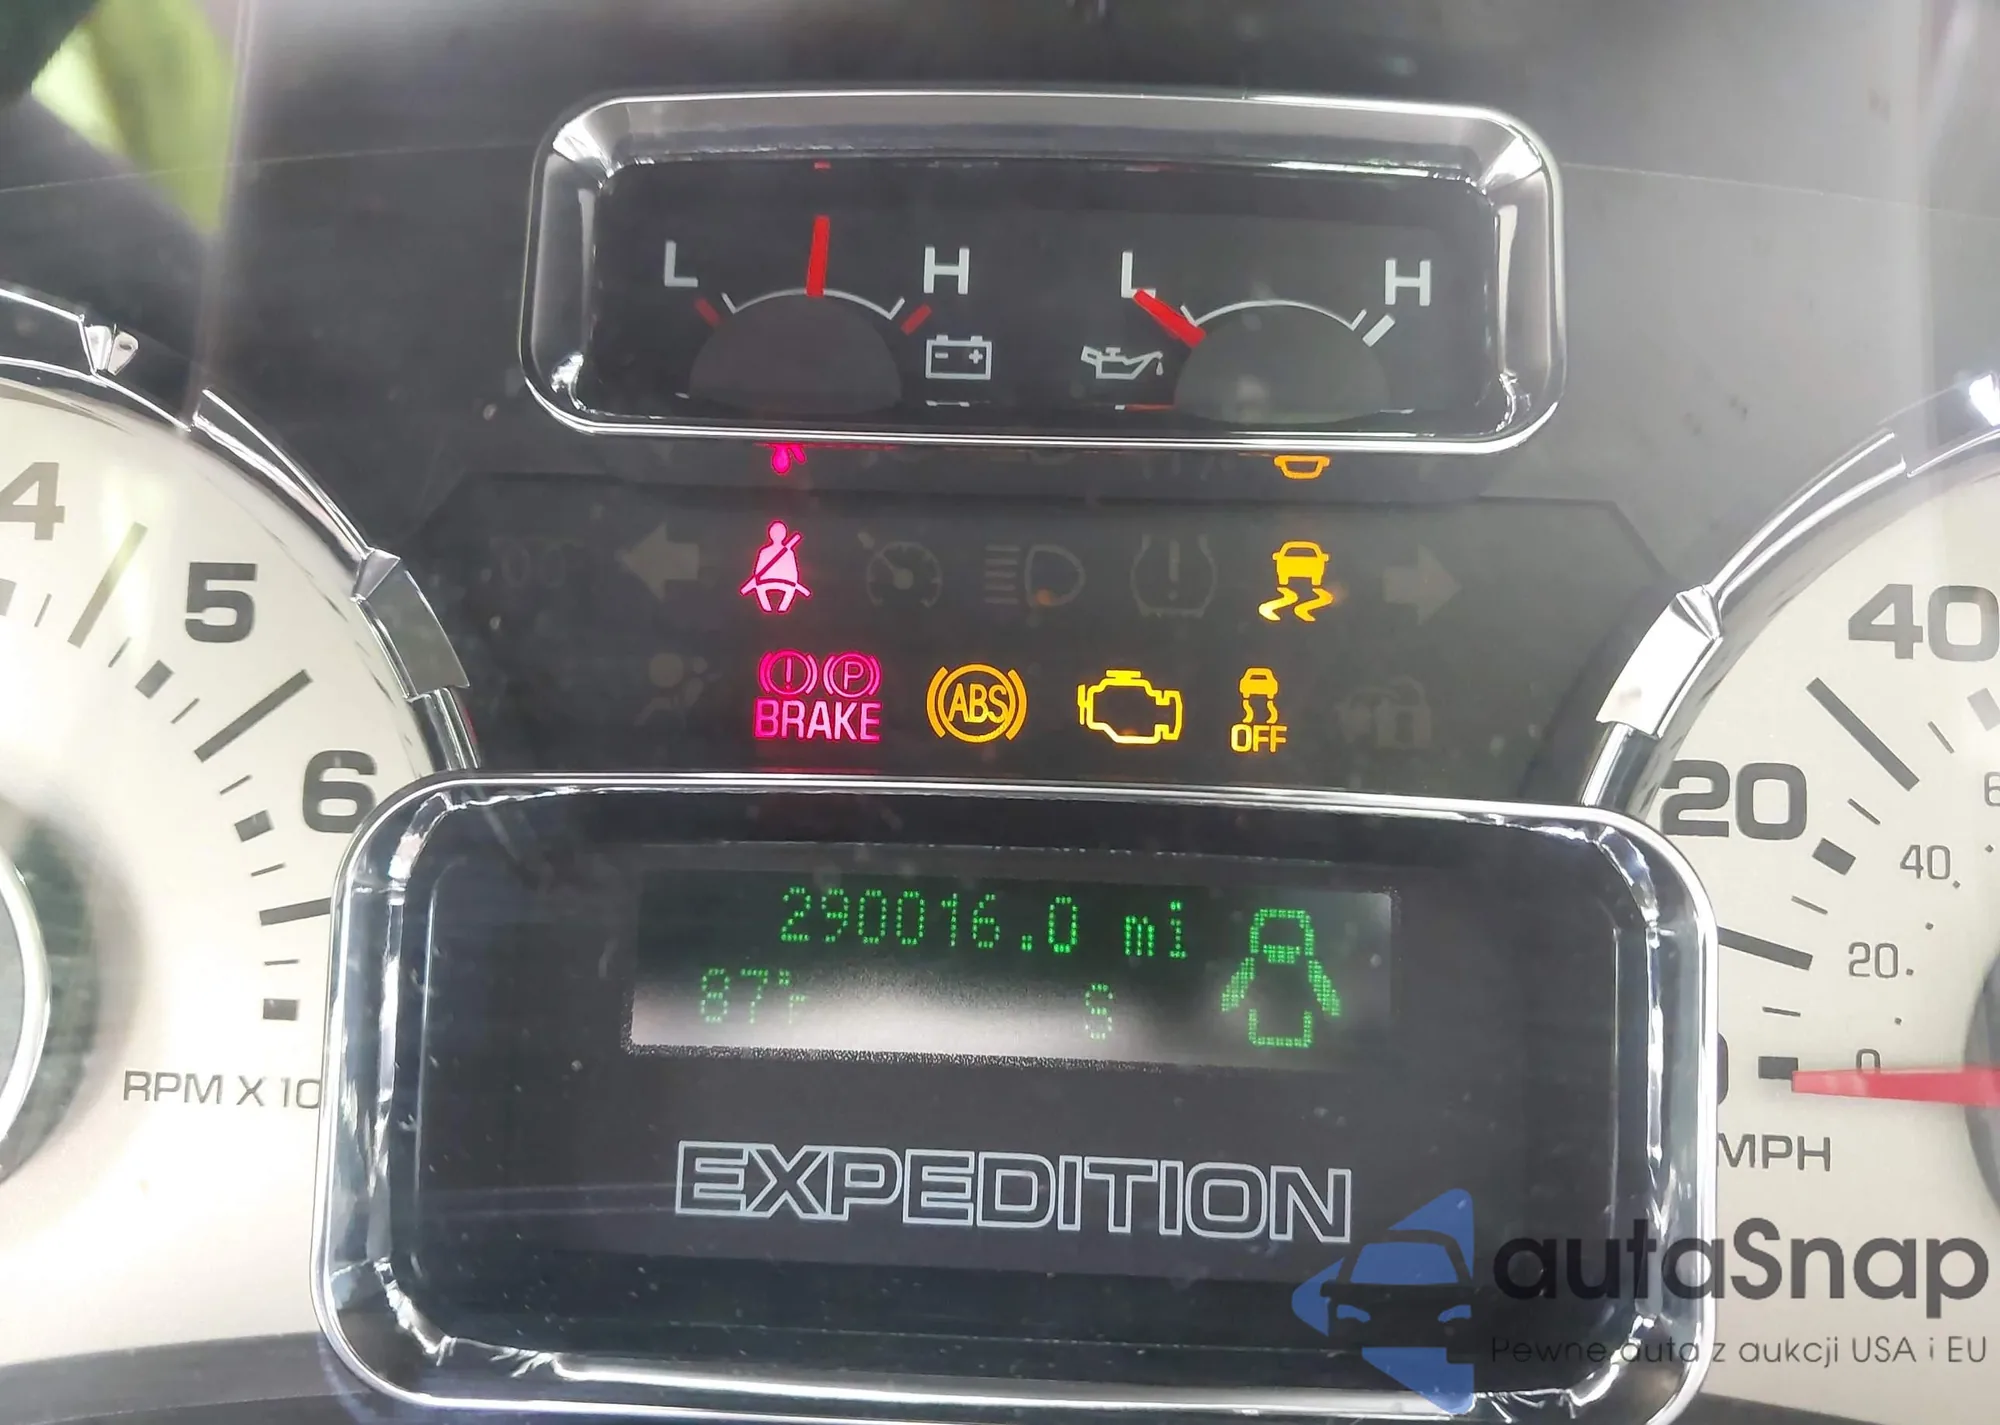 L H L H
4
5
6
RPM X 10
BRAKE
ABS
OFF
P
290016.0 mi
87°F S
EXPEDITION
40
20
40
20
0
MPH
autaSnap
Pewne auta z aukcji USA i EU